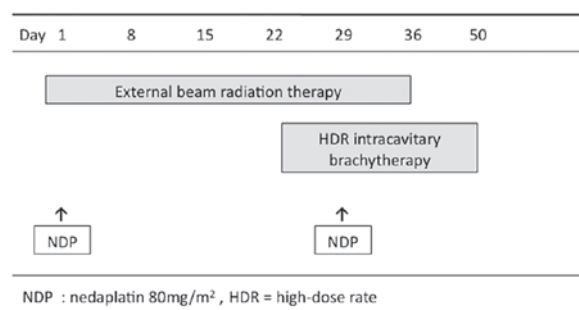 Day 1 8 15 22 29 36 50
External beam radiation therapy
HDR intracavitary
brachytherapy
↑ ↑
NDP NDP
NDP : nedaplatin 80mg/m², HDR = high-dose rate